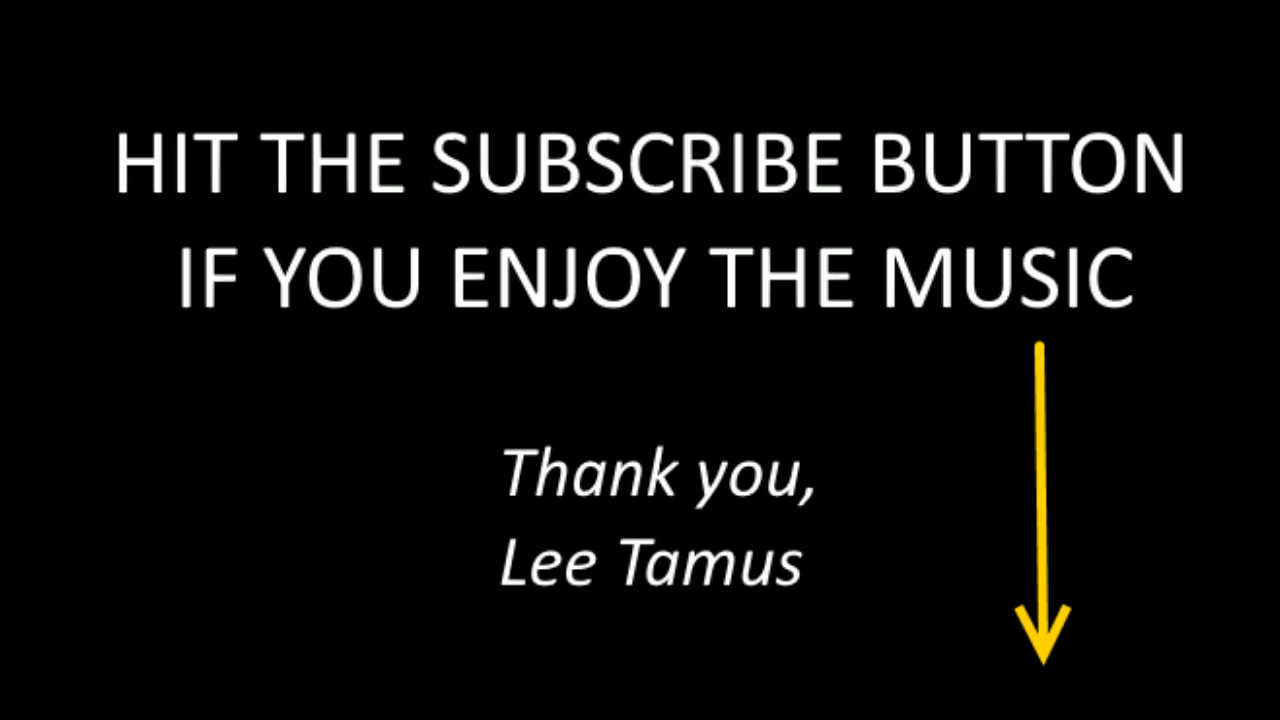 HIT THE SUBSCRIBE BUTTON
IF YOU ENJOY THE MUSIC
Thank you,
Lee Tamus